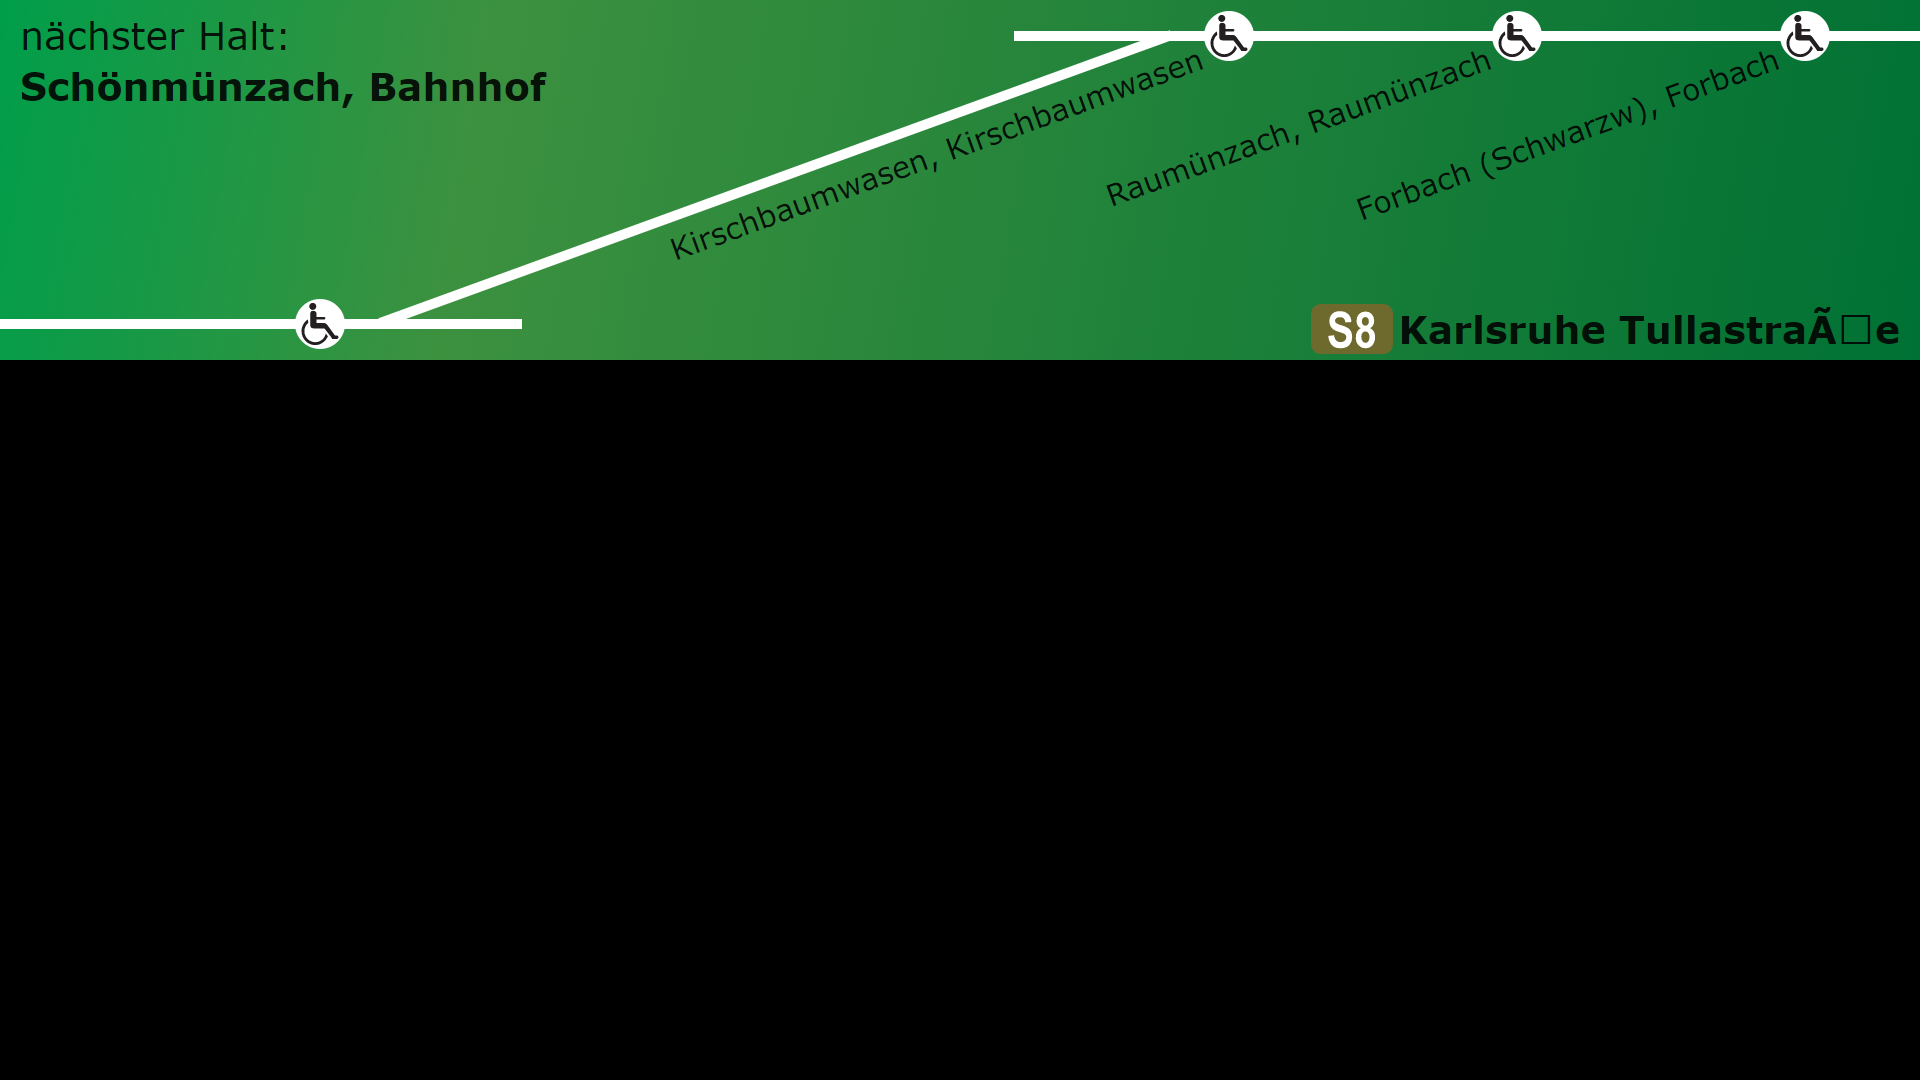 nächster Halt:
Schönmünzach, Bahnhof
Kirschbaumwasen, Kirschbaumwasen
Raumünzach, Raumünzach
Forbach (Schwarzw), Forbach
S8 Karlsruhe TullastraÃ□e